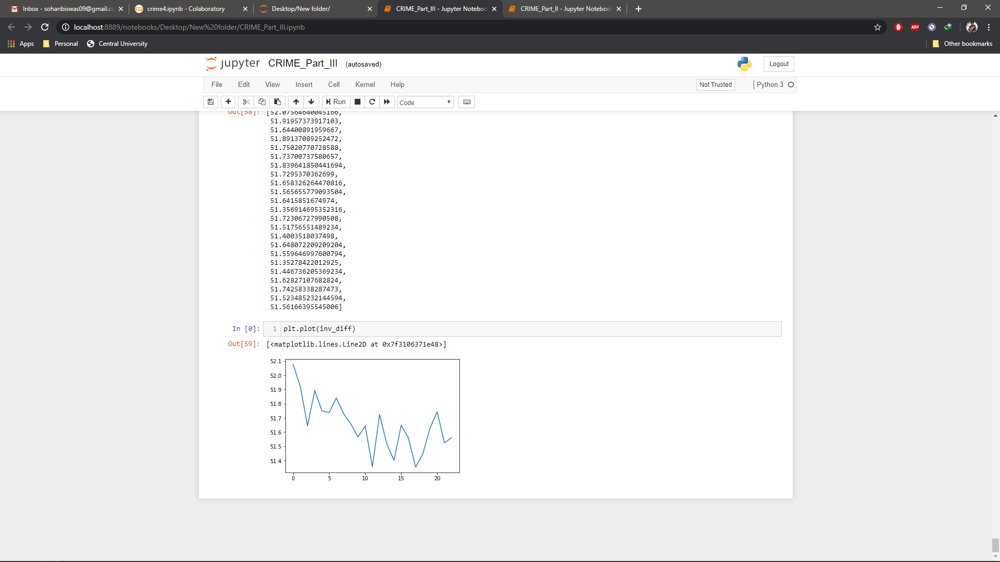 Inbox - sohanbiswas09@gmail.cc
crime4.ipynb - Colaboratory
Desktop/New folder/
CRIME_Part_III - Jupyter Noteboo
CRIME_Part_II - Jupyter Notebool
localhost:8889/notebooks/Desktop/New%20folder/CRIME_Part_III.ipynb
ABP
Apps
Personal
Central University
Other bookmarks
jupyter CRIME_Part_III (autosaved)
Logout
File Edit View Insert Cell Kernel Help
Not Trusted
Python 3
Run
Code
Out[58]: [52.07564640045166,
51.91957373917103,
51.64400891959667,
51.89137089252472,
51.75020770728588,
51.73700737580657,
51.839641850441694,
51.7295370362699,
51.658326264470816,
51.565655779093504,
51.6415851674974,
51.356914695352316,
51.72306727990508,
51.51756551489234,
51.4003518037498,
51.648072209209204,
51.559646997600794,
51.35278422012925,
51.446736205369234,
51.62827107682824,
51.74258338287473,
51.523485232144594,
51.56166395545006]
In [0]: 1 plt.plot(inv_diff)
Out[59]: [<matplotlib.lines.Line2D at 0x7f3106371e48>]
52.1
52.0
51.9
51.8
51.7
51.6
51.5
51.4
0 5 10 15 20